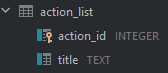 action_list
action_id INTEGER
title TEXT